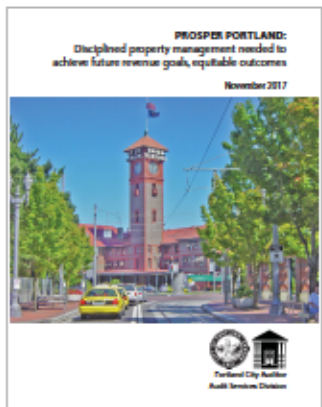 PROSPER PORTLAND:
Disciplined property management needed to
achieve future revenue goals, equitable outcomes
November 2017
Portland City Auditor
Audit Services Division